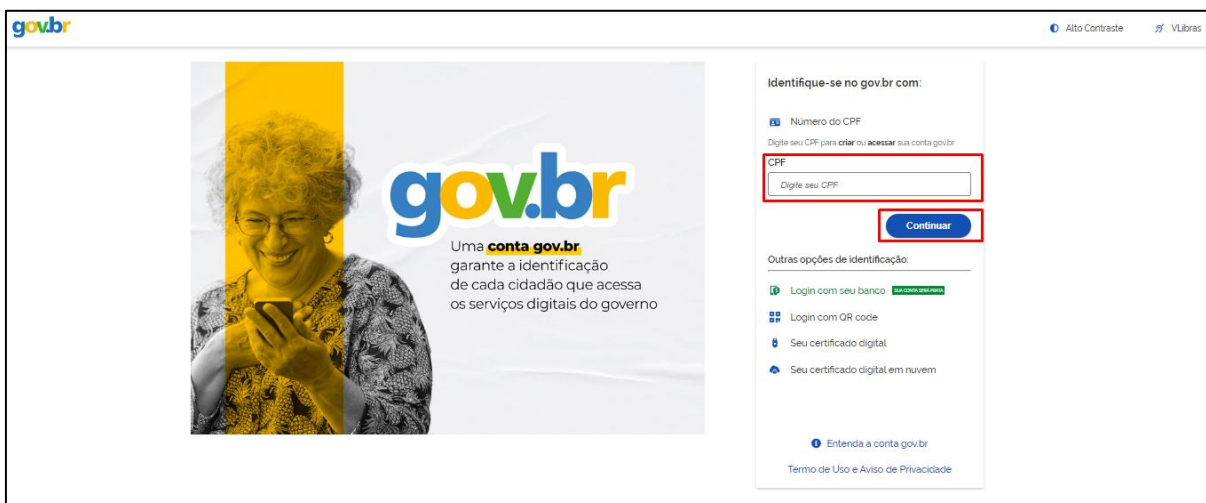 gov.br
Alto Contraste
VLibras
gov.br
Uma conta gov.br
garante a identificação
de cada cidadão que acessa
os serviços digitais do governo
Identifique-se no gov.br com:
Número do CPF
Digite seu CPF para criar ou acessar sua conta gov.br
CPF
Digite seu CPF
Continuar
Outras opções de identificação:
Login com seu banco SUA CONTA SERÁ PRATA
Login com QR code
Seu certificado digital
Seu certificado digital em nuvem
Entenda a conta gov.br
Termo de Uso e Aviso de Privacidade